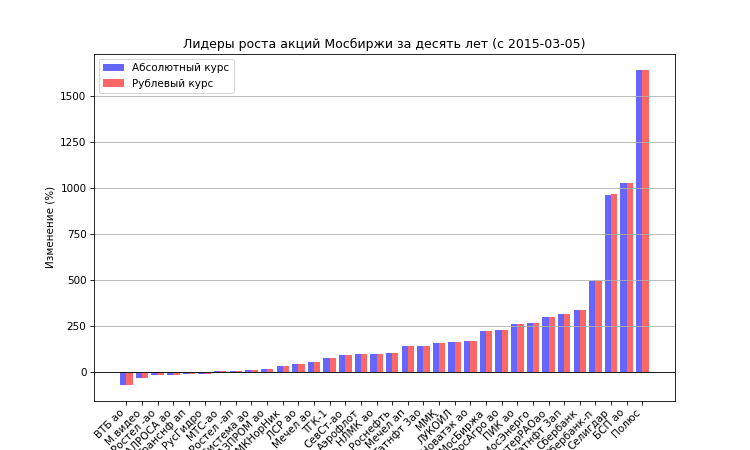 Лидеры роста акций Мосбиржи за десять лет (с 2015-03-05)
Абсолютный курс
Рублевый курс
Изменение (%)
1500
1250
1000
750
500
250
0
ВТБ ао
М.видео
Ростел -ао
АЛРОСА ао
Транснф ап
РусГидро
МТС-ао
Ростел -ап
Система ао
ГАЗПРОМ ао
ГМКНорНик
ЛСР ао
Мечел ао
ТГК-1
СевСт-ао
Аэрофлот
НЛМК ао
Роснефть
Мечел ап
Татнфт 3ао
ММК
ЛУКОЙЛ
Новатэк ао
МосБиржа
РосАгро ао
ПИК ао
МосЭнерго
ИнтерРАОао
Татнфт 3ап
Сбербанк
Сбербанк-п
Селигдар
БСП ао
Полюс